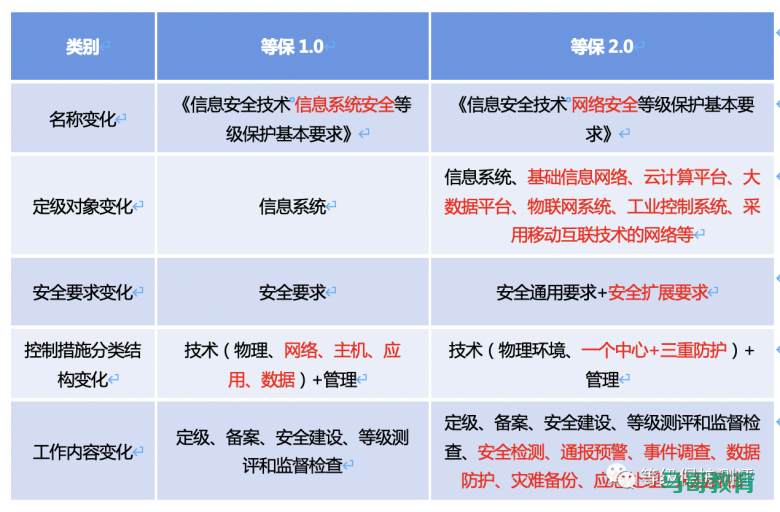 类别
等保 1.0
等保 2.0
名称变化
《信息安全技术 信息系统安全等
级保护基本要求》
《信息安全技术 网络安全等级保护基本要
求》
定级对象变化
信息系统
信息系统、基础信息网络、云计算平台、大
数据平台、物联网系统、工业控制系统、采
用移动互联技术的网络等
安全要求变化
安全要求
安全通用要求+安全扩展要求
控制措施分类结
构变化
技术（物理、网络、主机、应
用、数据）+管理
技术（物理环境、一个中心+三重防护）+
管理
工作内容变化
定级、备案、安全建设、等级测
评和监督检查
定级、备案、安全建设、等级测评和监督检
查、安全检测、通报预警、事件调查、数据
防护、灾难备份、应
马哥教育